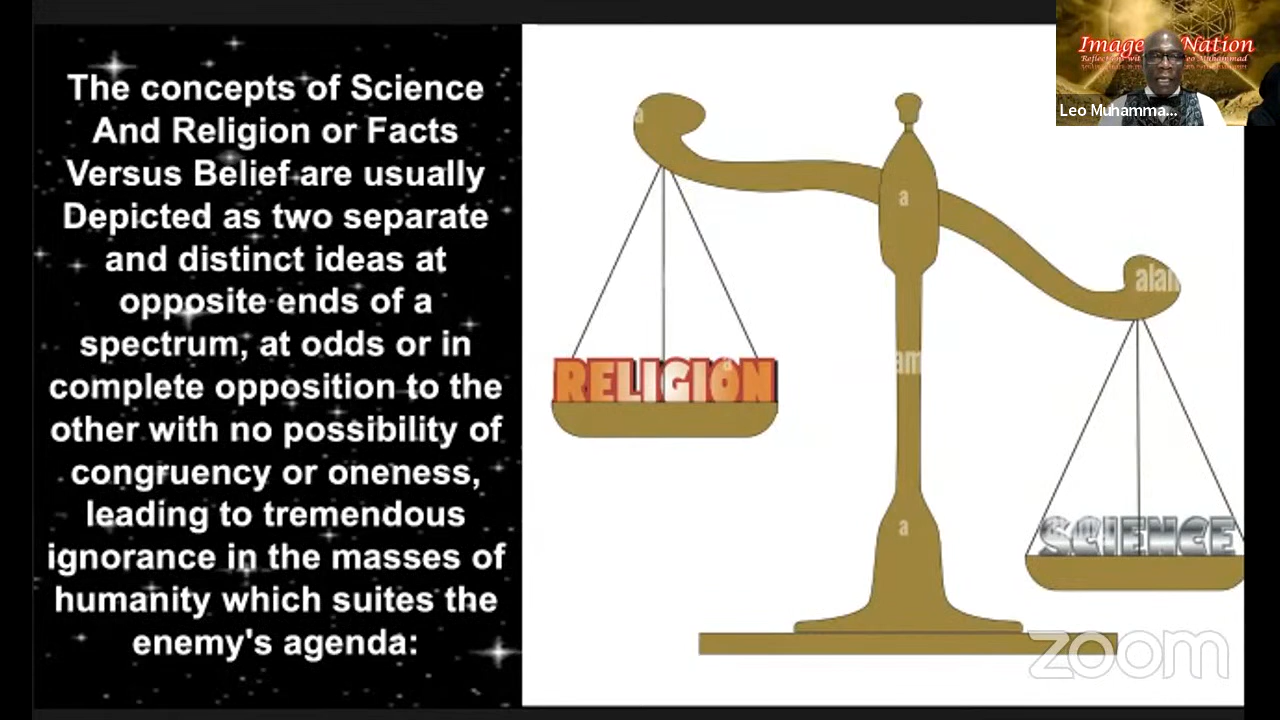 The concepts of Science
And Religion or Facts
Versus Belief are usually
Depicted as two separate
and distinct ideas at
opposite ends of a
spectrum, at odds or in
complete opposition to the
other with no possibility of
congruency or oneness,
leading to tremendous
ignorance in the masses of
humanity which suites the
enemy's agenda:
RELIGION
SCIENCE
a
a
alam
am
a
a
zoom
Image Nation
Leo Muhamma...